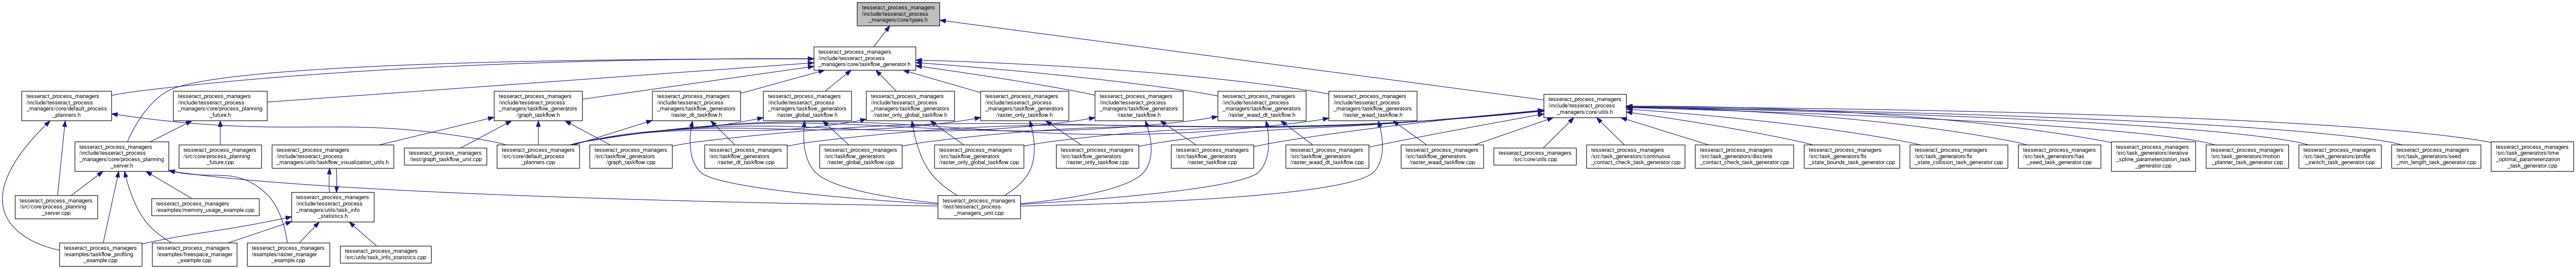 tesseract_process_managers
/include/tesseract_process
_managers/core/types.h
tesseract_process_managers
/include/tesseract_process
_managers/core/taskflow_generator.h
tesseract_process_managers
/include/tesseract_process
_managers/core/default_process
_planners.h
tesseract_process_managers
/include/tesseract_process
_managers/core/process_planning
_future.h
tesseract_process_managers
/include/tesseract_process
_managers/taskflow_generators
/graph_taskflow.h
tesseract_process_managers
/include/tesseract_process
_managers/taskflow_generators
/raster_dt_taskflow.h
tesseract_process_managers
/include/tesseract_process
_managers/taskflow_generators
/raster_global_taskflow.h
tesseract_process_managers
/include/tesseract_process
_managers/taskflow_generators
/raster_only_global_taskflow.h
tesseract_process_managers
/include/tesseract_process
_managers/taskflow_generators
/raster_only_taskflow.h
tesseract_process_managers
/include/tesseract_process
_managers/taskflow_generators
/raster_taskflow.h
tesseract_process_managers
/include/tesseract_process
_managers/taskflow_generators
/raster_waad_dt_taskflow.h
tesseract_process_managers
/include/tesseract_process
_managers/taskflow_generators
/raster_waad_taskflow.h
tesseract_process_managers
/include/tesseract_process
_managers/core/utils.h
tesseract_process_managers
/include/tesseract_process
_managers/core/process_planning
_server.h
tesseract_process_managers
/src/core/process_planning
_future.cpp
tesseract_process_managers
/include/tesseract_process
_managers/utils/taskflow_visualization_utils.h
tesseract_process_managers
/test/graph_taskflow_unit.cpp
tesseract_process_managers
/src/core/default_process
_planners.cpp
tesseract_process_managers
/src/taskflow_generators
/graph_taskflow.cpp
tesseract_process_managers
/src/taskflow_generators
/raster_dt_taskflow.cpp
tesseract_process_managers
/src/taskflow_generators
/raster_global_taskflow.cpp
tesseract_process_managers
/src/taskflow_generators
/raster_only_global_taskflow.cpp
tesseract_process_managers
/src/taskflow_generators
/raster_only_taskflow.cpp
tesseract_process_managers
/src/taskflow_generators
/raster_taskflow.cpp
tesseract_process_managers
/src/taskflow_generators
/raster_waad_dt_taskflow.cpp
tesseract_process_managers
/src/taskflow_generators
/raster_waad_taskflow.cpp
tesseract_process_managers
/src/core/utils.cpp
tesseract_process_managers
/src/task_generators/continuous
_contact_check_task_generator.cpp
tesseract_process_managers
/src/task_generators/discrete
_contact_check_task_generator.cpp
tesseract_process_managers
/src/task_generators/fix
_state_bounds_task_generator.cpp
tesseract_process_managers
/src/task_generators/fix
_state_collision_task_generator.cpp
tesseract_process_managers
/src/task_generators/has
_seed_task_generator.cpp
tesseract_process_managers
/src/task_generators/iterative
_spline_parameterization_task
_generator.cpp
tesseract_process_managers
/src/task_generators/motion
_planner_task_generator.cpp
tesseract_process_managers
/src/task_generators/profile
_switch_task_generator.cpp
tesseract_process_managers
/src/task_generators/seed
_min_length_task_generator.cpp
tesseract_process_managers
/src/task_generators/time
_optimal_parameterization
_task_generator.cpp
tesseract_process_managers
/src/core/process_planning
_server.cpp
tesseract_process_managers
/examples/memory_usage_example.cpp
tesseract_process_managers
/include/tesseract_process
_managers/utils/task_info
_statistics.h
tesseract_process_managers
/test/tesseract_process
_managers_unit.cpp
tesseract_process_managers
/examples/taskflow_profiling
_example.cpp
tesseract_process_managers
/examples/freespace_manager
_example.cpp
tesseract_process_managers
/examples/raster_manager
_example.cpp
tesseract_process_managers
/src/utils/task_info_statistics.cpp